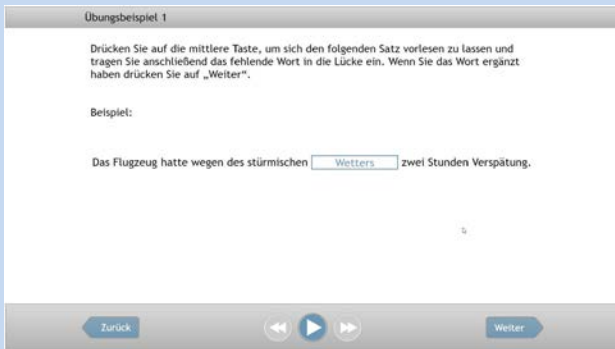 Übungsbeispiel 1
Drücken Sie auf die mittlere Taste, um sich den folgenden Satz vorlesen zu lassen und
tragen Sie anschließend das fehlende Wort in die Lücke ein. Wenn Sie das Wort ergänzt
haben drücken Sie auf „Weiter“.
Beispiel:
Das Flugzeug hatte wegen des stürmischen Wetters zwei Stunden Verspätung.
Zurück Weiter